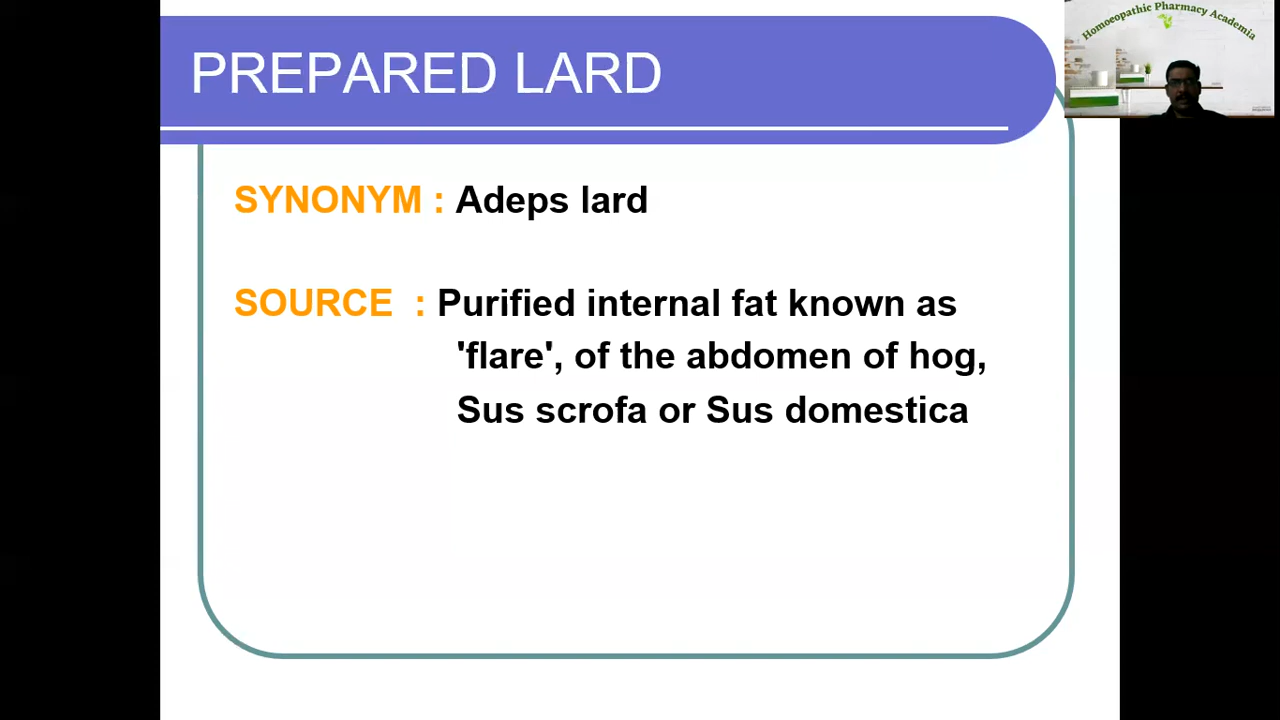 PREPARED LARD
Homoeopathic Pharmacy Academia
SYNONYM : Adeps lard
SOURCE : Purified internal fat known as
'flare', of the abdomen of hog,
Sus scrofa or Sus domestica